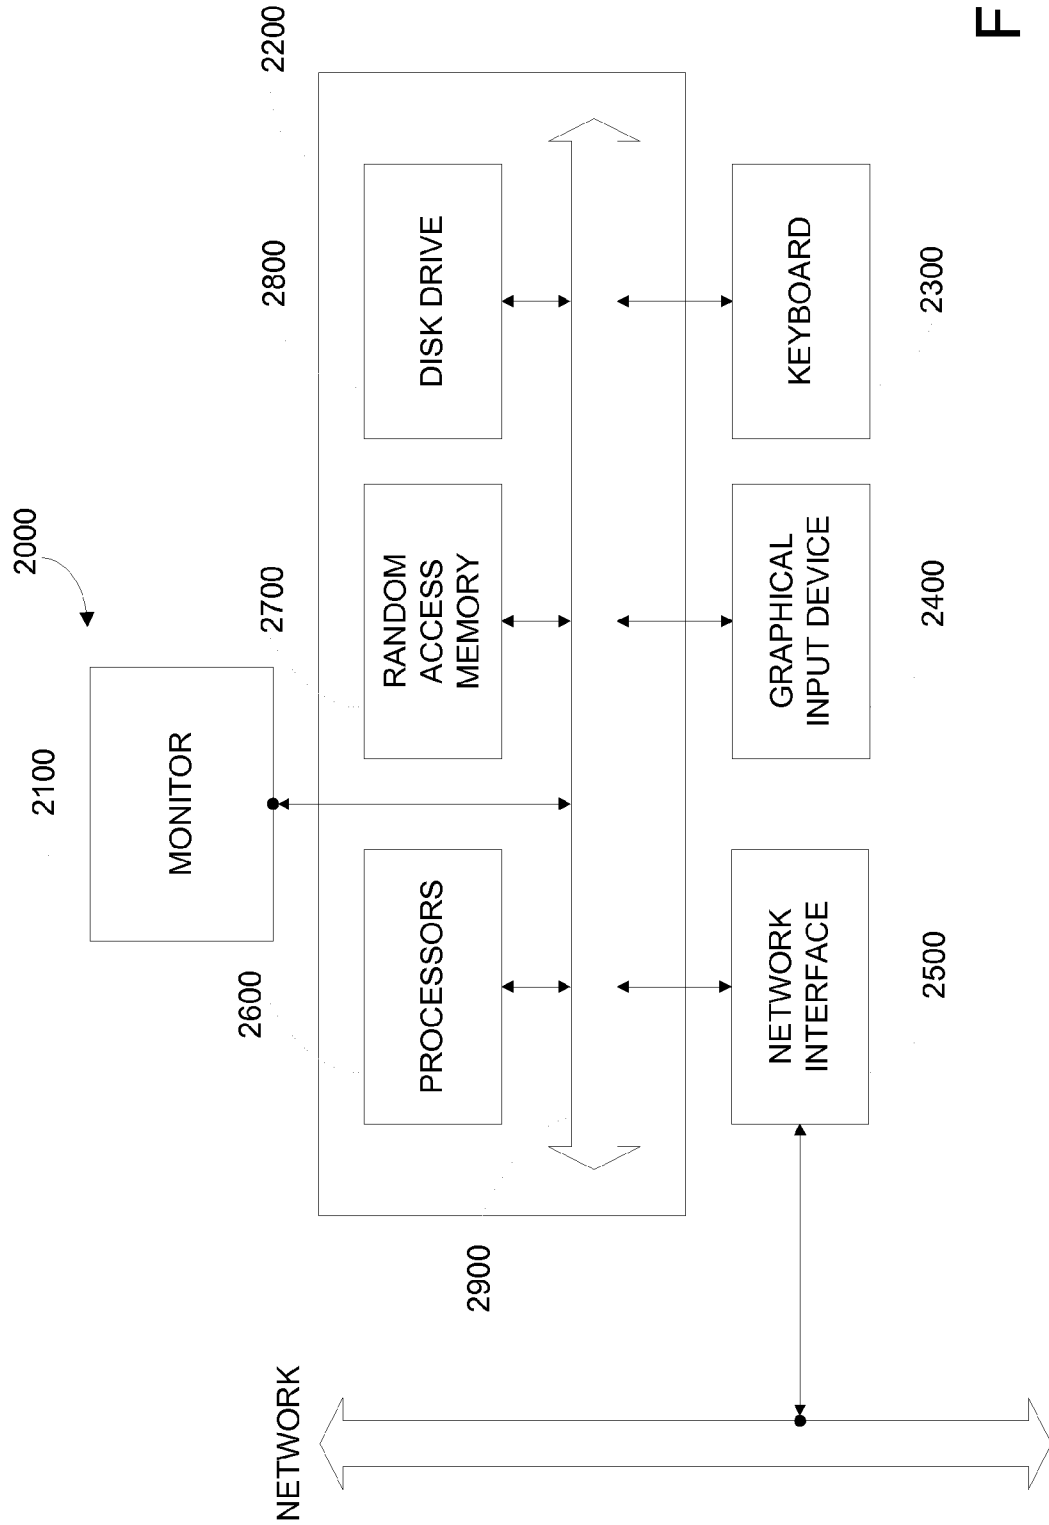 2000
2100
MONITOR
2200
2600
2700
2800
PROCESSORS
RANDOM
ACCESS
MEMORY
DISK DRIVE
2900
NETWORK
NETWORK
INTERFACE
GRAPHICAL
INPUT DEVICE
KEYBOARD
2500
2400
2300
F